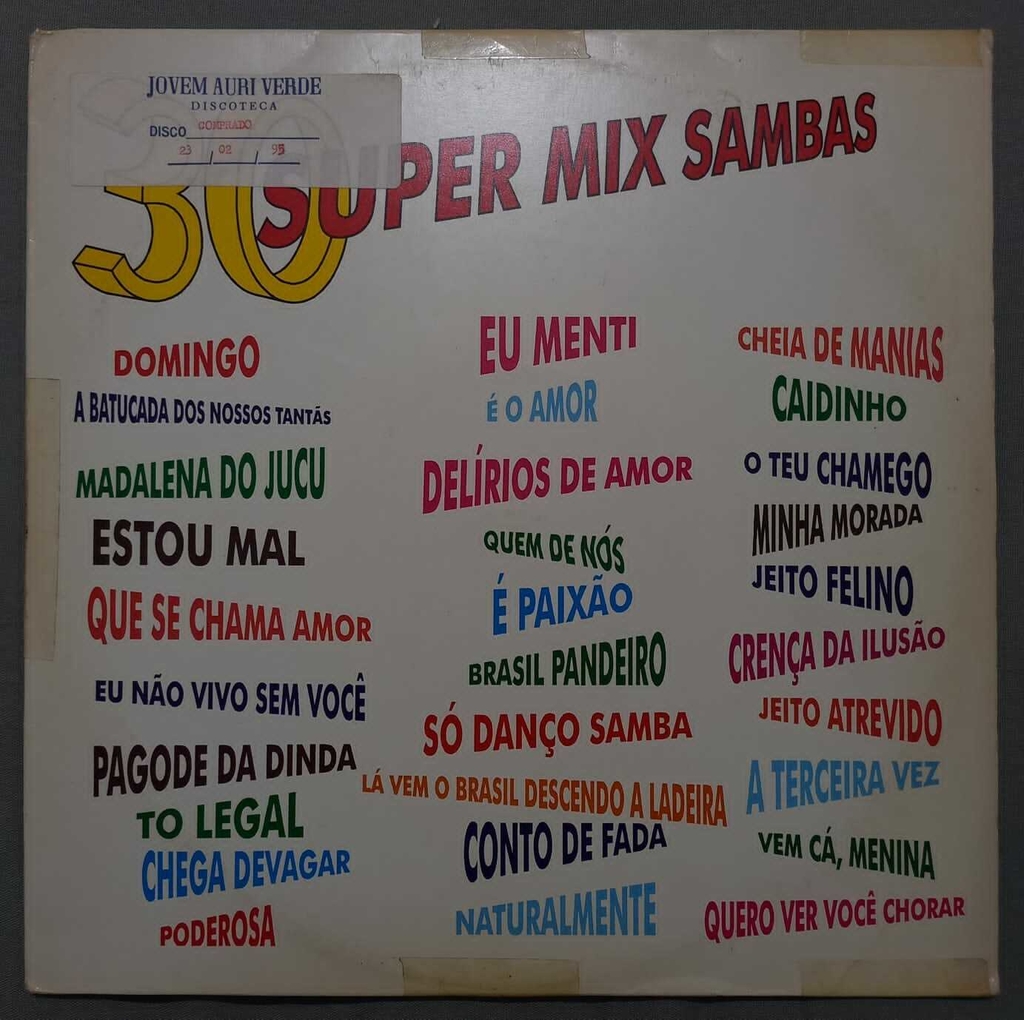 JOVEM AURI VERDE
DISCOTECA
DISCO COMPRADO
23 / 02 / 95
30 SUPER MIX SAMBAS
DOMINGO
A BATUCADA DOS NOSSOS TANTÃS
MADALENA DO JUCU
ESTOU MAL
QUE SE CHAMA AMOR
EU NÃO VIVO SEM VOCÊ
PAGODE DA DINDA
TO LEGAL
CHEGA DEVAGAR
PODEROSA
EU MENTI
É O AMOR
DELÍRIOS DE AMOR
QUEM DE NÓS
É PAIXÃO
BRASIL PANDEIRO
SÓ DANÇO SAMBA
LÁ VEM O BRASIL DESCENDO A LADEIRA
CONTO DE FADA
NATURALMENTE
CHEIA DE MANIAS
CAIDINHO
O TEU CHAMEGO
MINHA MORADA
JEITO FELINO
CRENÇA DA ILUSÃO
JEITO ATREVIDO
A TERCEIRA VEZ
VEM CÁ, MENINA
QUERO VER VOCÊ CHORAR